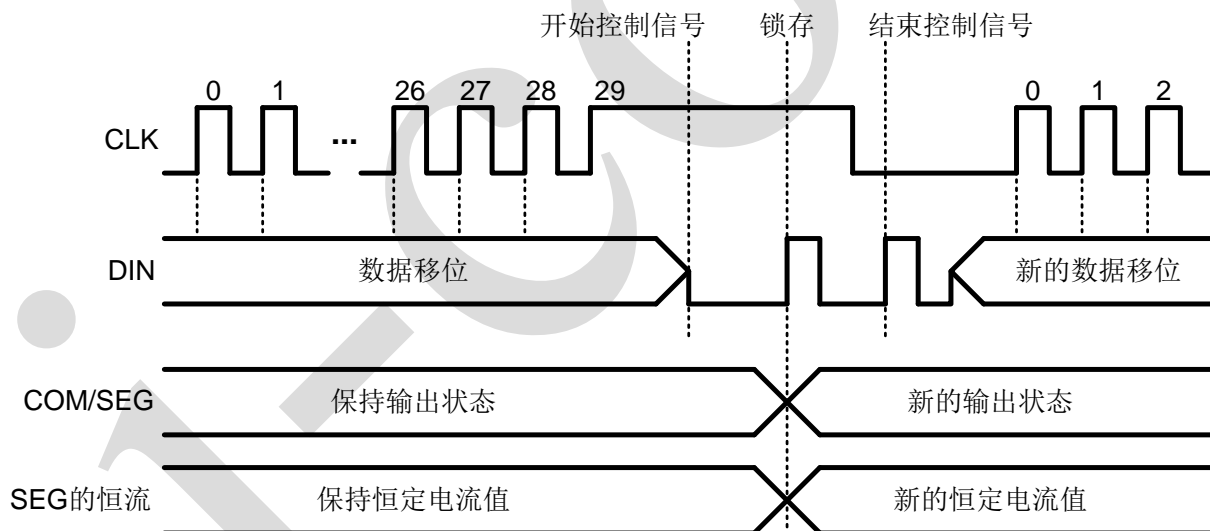 开始控制信号 锁存 结束控制信号
0 1 26 27 28 29 0 1 2
CLK ...
DIN 数据移位 新的数据移位
COM/SEG 保持输出状态 新的输出状态
SEG的恒流 保持恒定电流值 新的恒定电流值